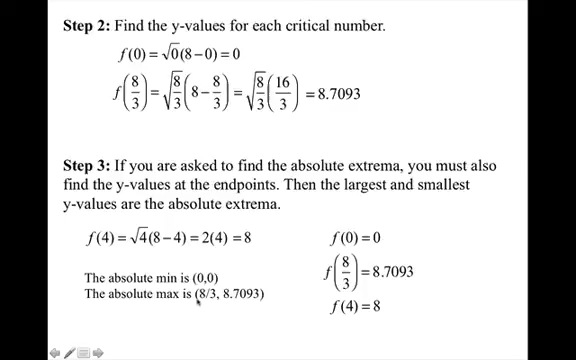 Step 2: Find the y-values for each critical number.
f(0) = √0(8−0) = 0
f(8/3) = √(8/3)(8 − 8/3) = √(8/3)(16/3) = 8.7093
Step 3: If you are asked to find the absolute extrema, you must also
find the y-values at the endpoints. Then the largest and smallest
y-values are the absolute extrema.
f(4) = √4(8−4) = 2(4) = 8
The absolute min is (0,0)
The absolute max is (8/3, 8.7093)
f(0) = 0
f(8/3) = 8.7093
f(4) = 8